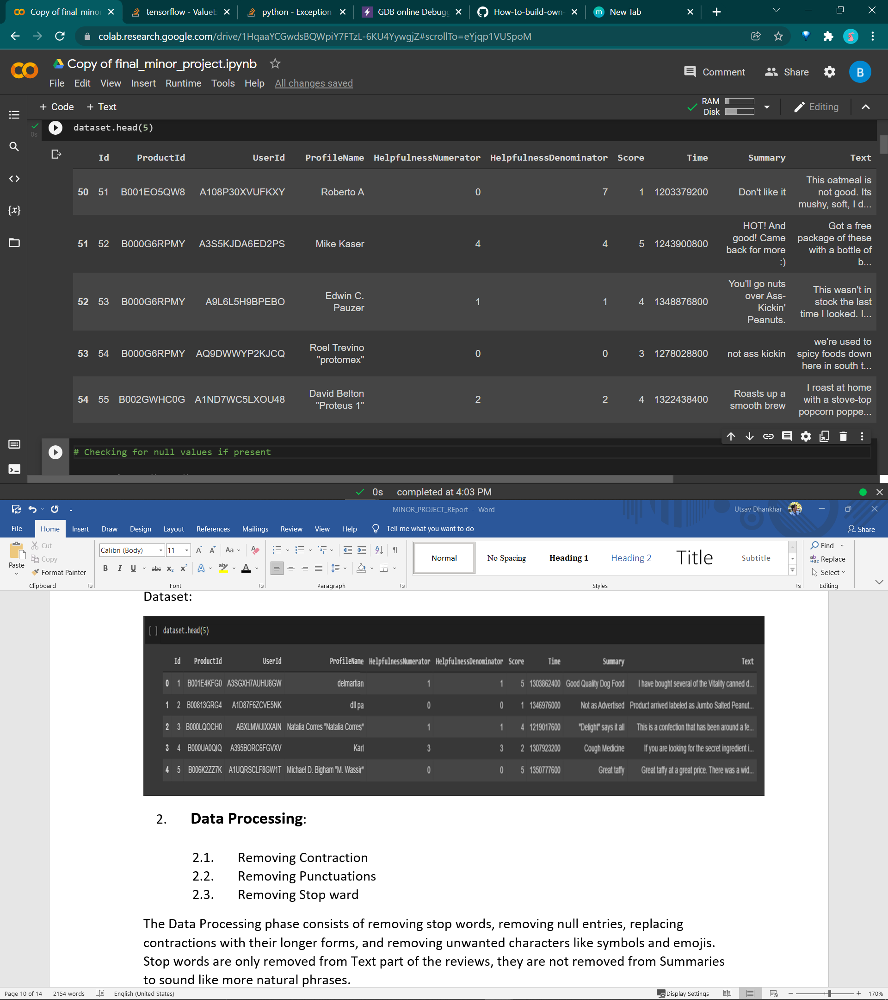 Copy of final_minor
tensorflow - ValueE
python - Exception
GDB online Debugg
How-to-build-own-
New Tab
colab.research.google.com/drive/1HqaaYCGwdsBQWpiY7FTzL-6KU4YywgjZ#scrollTo=eYjqp1VUSpoM
Copy of final_minor_project.ipynb
Comment Share B
File Edit View Insert Runtime Tools Help All changes saved
+ Code + Text
RAM
Disk
Editing
dataset.head(5)
0s
Id ProductId UserId ProfileName HelpfulnessNumerator HelpfulnessDenominator Score Time Summary Text
50 51 B001EO5QW8 A108P30XVUFKXY Roberto A 0 7 1 1203379200 Don't like it This oatmeal is
not good. Its
mushy, soft, I d...
51 52 B000G6RPMY A3S5KJDA6ED2PS Mike Kaser 4 4 5 1243900800 HOT! And
good! Came
back for more
:)
Got a free
package of these
with a bottle of
b...
52 53 B000G6RPMY A9L6L5H9BPEBO Edwin C.
Pauzer
1 1 4 1348876800 You'll go nuts
over Ass-
Kickin'
Peanuts.
This wasn't in
stock the last
time I looked. I...
53 54 B000G6RPMY AQ9DWWYP2KJCQ Roel Trevino
"protomex"
0 0 3 1278028800 not ass kickin we're used to
spicy foods down
here in south t...
54 55 B002GWHC0G A1ND7WC5LXOU48 David Belton
"Proteus 1"
2 2 4 1322438400 Roasts up a
smooth brew
I roast at home
with a stove-top
popcorn poppe...
# Checking for null values if present
0s completed at 4:03 PM
MINOR_PROJECT_REport - Word
Utsav Dhankhar
File Home Insert Draw Design Layout References Mailings Review View Help Tell me what you want to do
Share
Paste
Cut
Copy
Format Painter
Clipboard
Calibri (Body) 11
Aa
B I U abc x₂ x² A ab A
Font
Paragraph
Normal No Spacing Heading 1 Heading 2 Title Subtitle
Styles
Find
Replace
Select
Editing
Dataset:
[ ] dataset.head(5)
Id ProductId UserId ProfileName HelpfulnessNumerator HelpfulnessDenominator Score Time Summary Text
0 1 B001E4KFG0 A3SGXH7AUHU8GW delmartian 1 1 5 1303862400 Good Quality Dog Food I have bought several of the Vitality canned d...
1 2 B00813GRG4 A1D87F6ZCVE5NK dll pa 0 0 1 1346976000 Not as Advertised Product arrived labeled as Jumbo Salted Peanut...
2 3 B000LQOCH0 ABXLMWJIXXAIN Natalia Corres "Natalia Corres" 1 1 4 1219017600 "Delight" says it all This is a confection that has been around a fe...
3 4 B000UA0QIQ A395BORC6FGVXV Karl 3 3 2 1307923200 Cough Medicine If you are looking for the secret ingredient i...
4 5 B006K2ZZ7K A1UQRSCLF8GW1T Michael D. Bigham "M. Wassir" 0 0 5 1350777600 Great taffy Great taffy at a great price. There was a wid...
2. Data Processing:
2.1. Removing Contraction
2.2. Removing Punctuations
2.3. Removing Stop ward
The Data Processing phase consists of removing stop words, removing null entries, replacing
contractions with their longer forms, and removing unwanted characters like symbols and emojis.
Stop words are only removed from Text part of the reviews, they are not removed from Summaries
to sound like more natural phrases.
Page 10 of 14 2154 words English (United States) Display Settings 170%